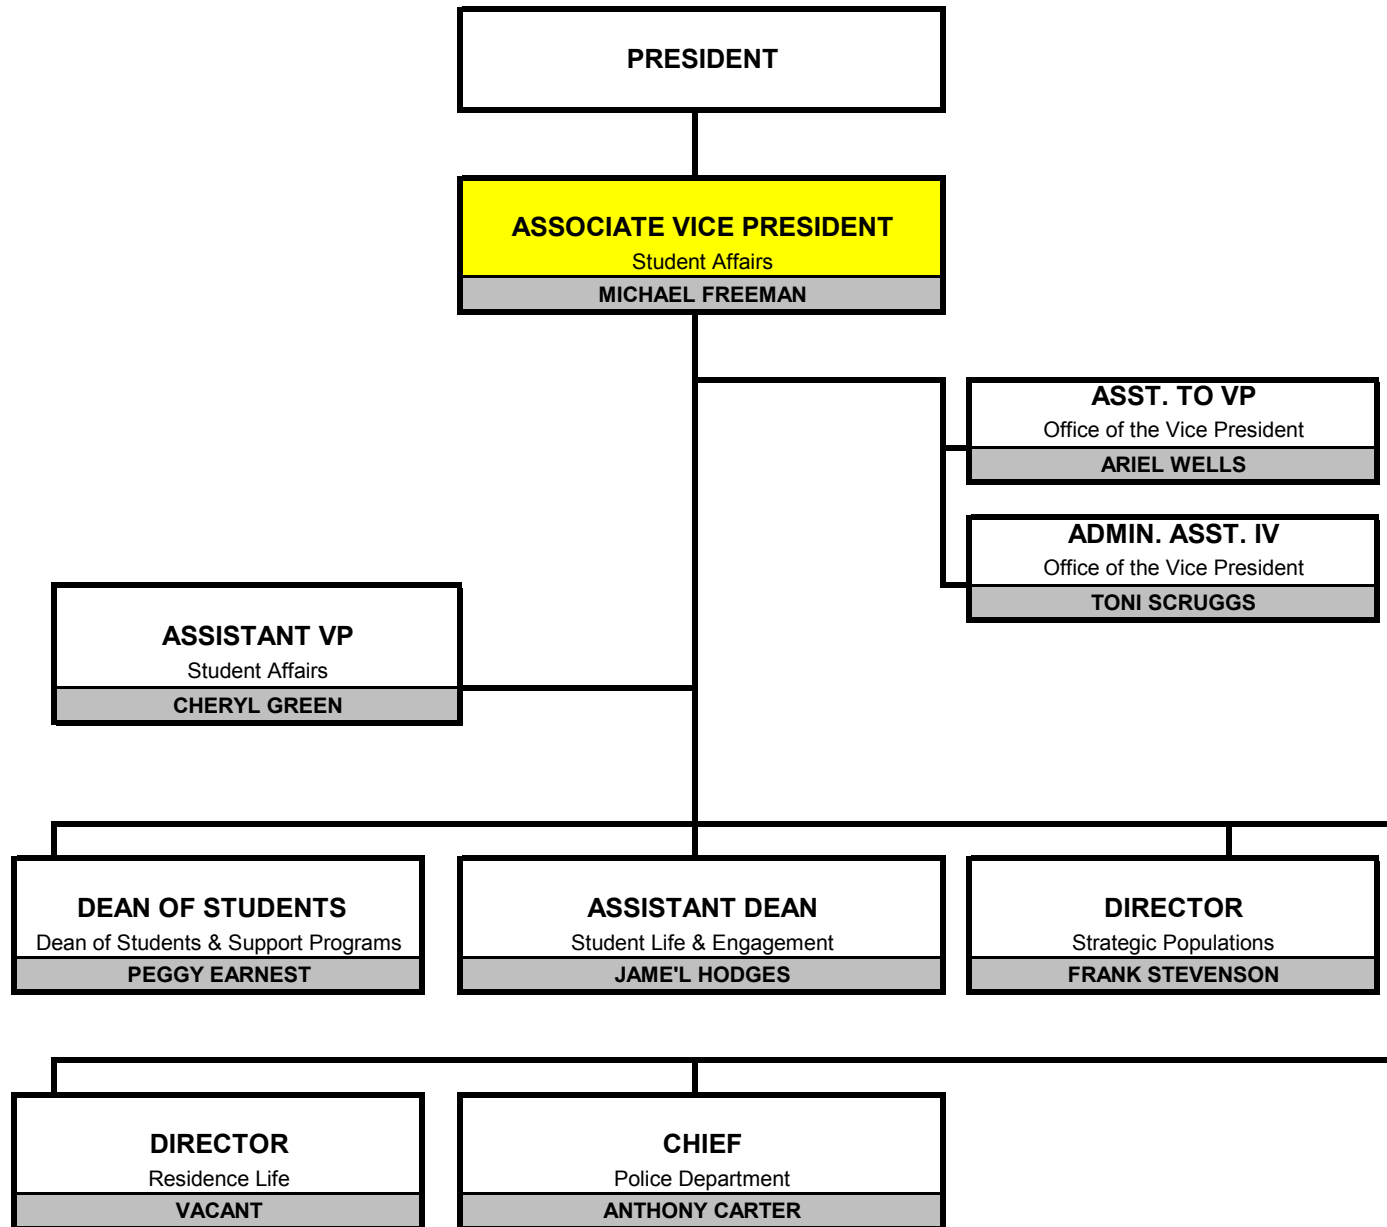 PRESIDENT
ASSOCIATE VICE PRESIDENT
Student Affairs
MICHAEL FREEMAN
ASST. TO VP
Office of the Vice President
ARIEL WELLS
ADMIN. ASST. IV
Office of the Vice President
TONI SCRUGGS
ASSISTANT VP
Student Affairs
CHERYL GREEN
DEAN OF STUDENTS
Dean of Students & Support Programs
PEGGY EARNEST
ASSISTANT DEAN
Student Life & Engagement
JAME'L HODGES
DIRECTOR
Strategic Populations
FRANK STEVENSON
DIRECTOR
Residence Life
VACANT
CHIEF
Police Department
ANTHONY CARTER